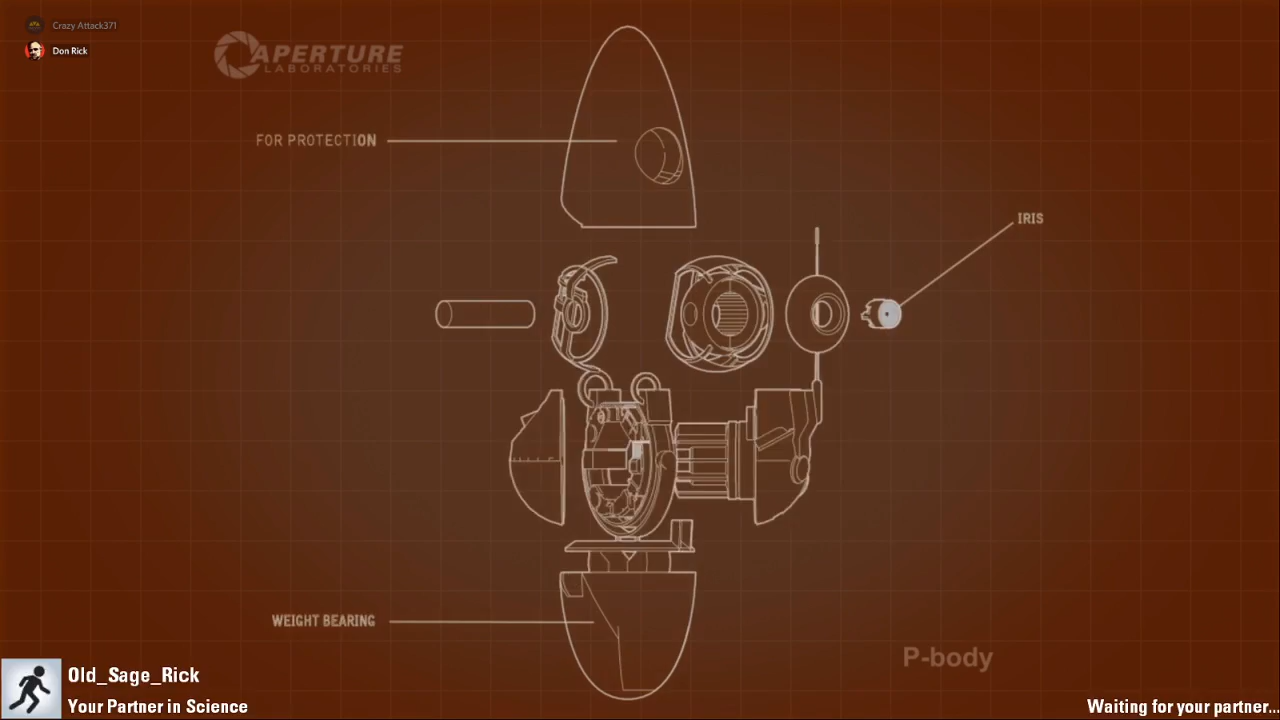 Crazy Attack371
Don Rick
APERTURE
LABORATORIES
FOR PROTECTION
IRIS
WEIGHT BEARING
P-body
Old_Sage_Rick
Your Partner in Science
Waiting for your partner...